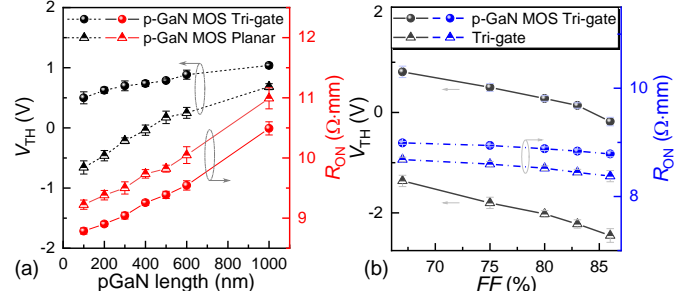 p-GaN MOS Tri-gate
p-GaN MOS Planar
2
1
0
-1
-2
V_TH (V)
12
11
10
9
R_ON (Ω·mm)
0 200 400 600 800 1000
(a) pGaN length (nm)
p-GaN MOS Tri-gate
Tri-gate
2
1
0
-1
-2
V_TH (V)
10
8
R_ON (Ω·mm)
70 75 80 85
(b) FF (%)